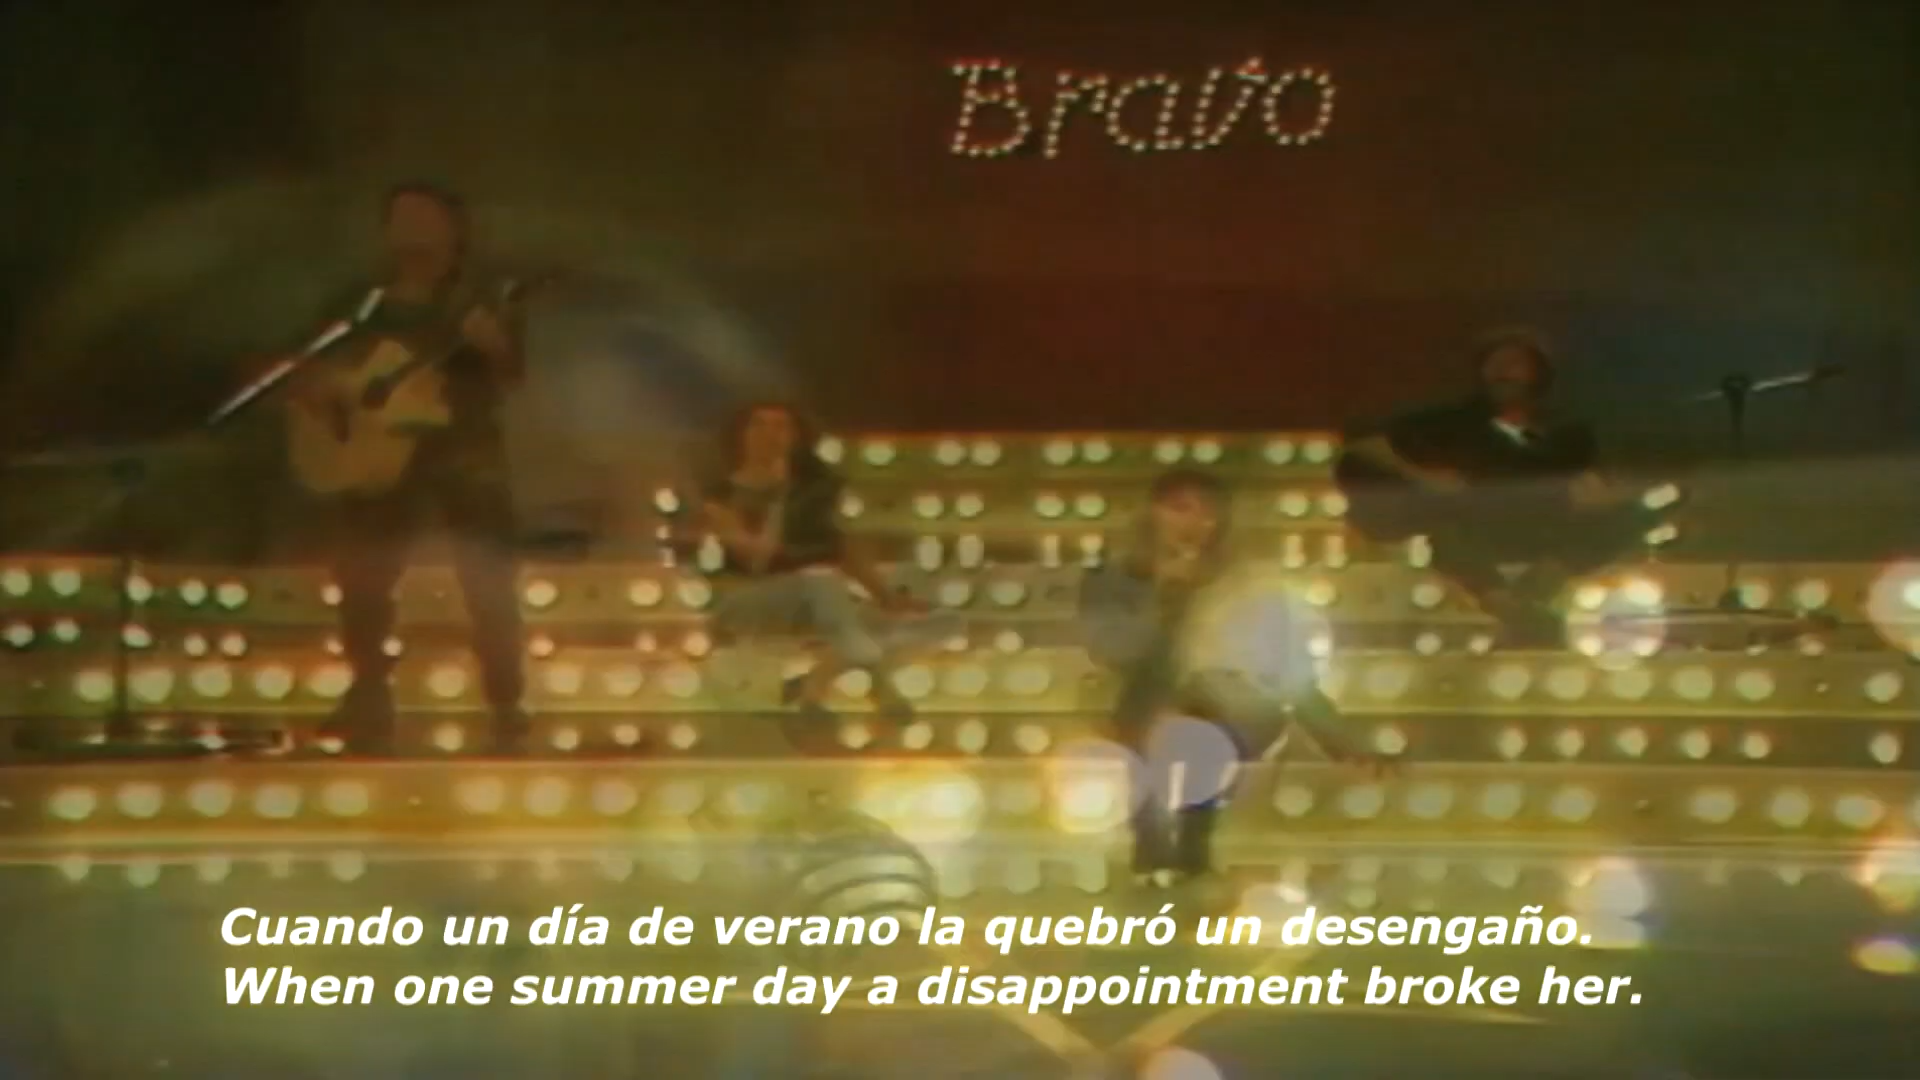 Bravo
Cuando un día de verano la quebró un desengaño.
When one summer day a disappointment broke her.